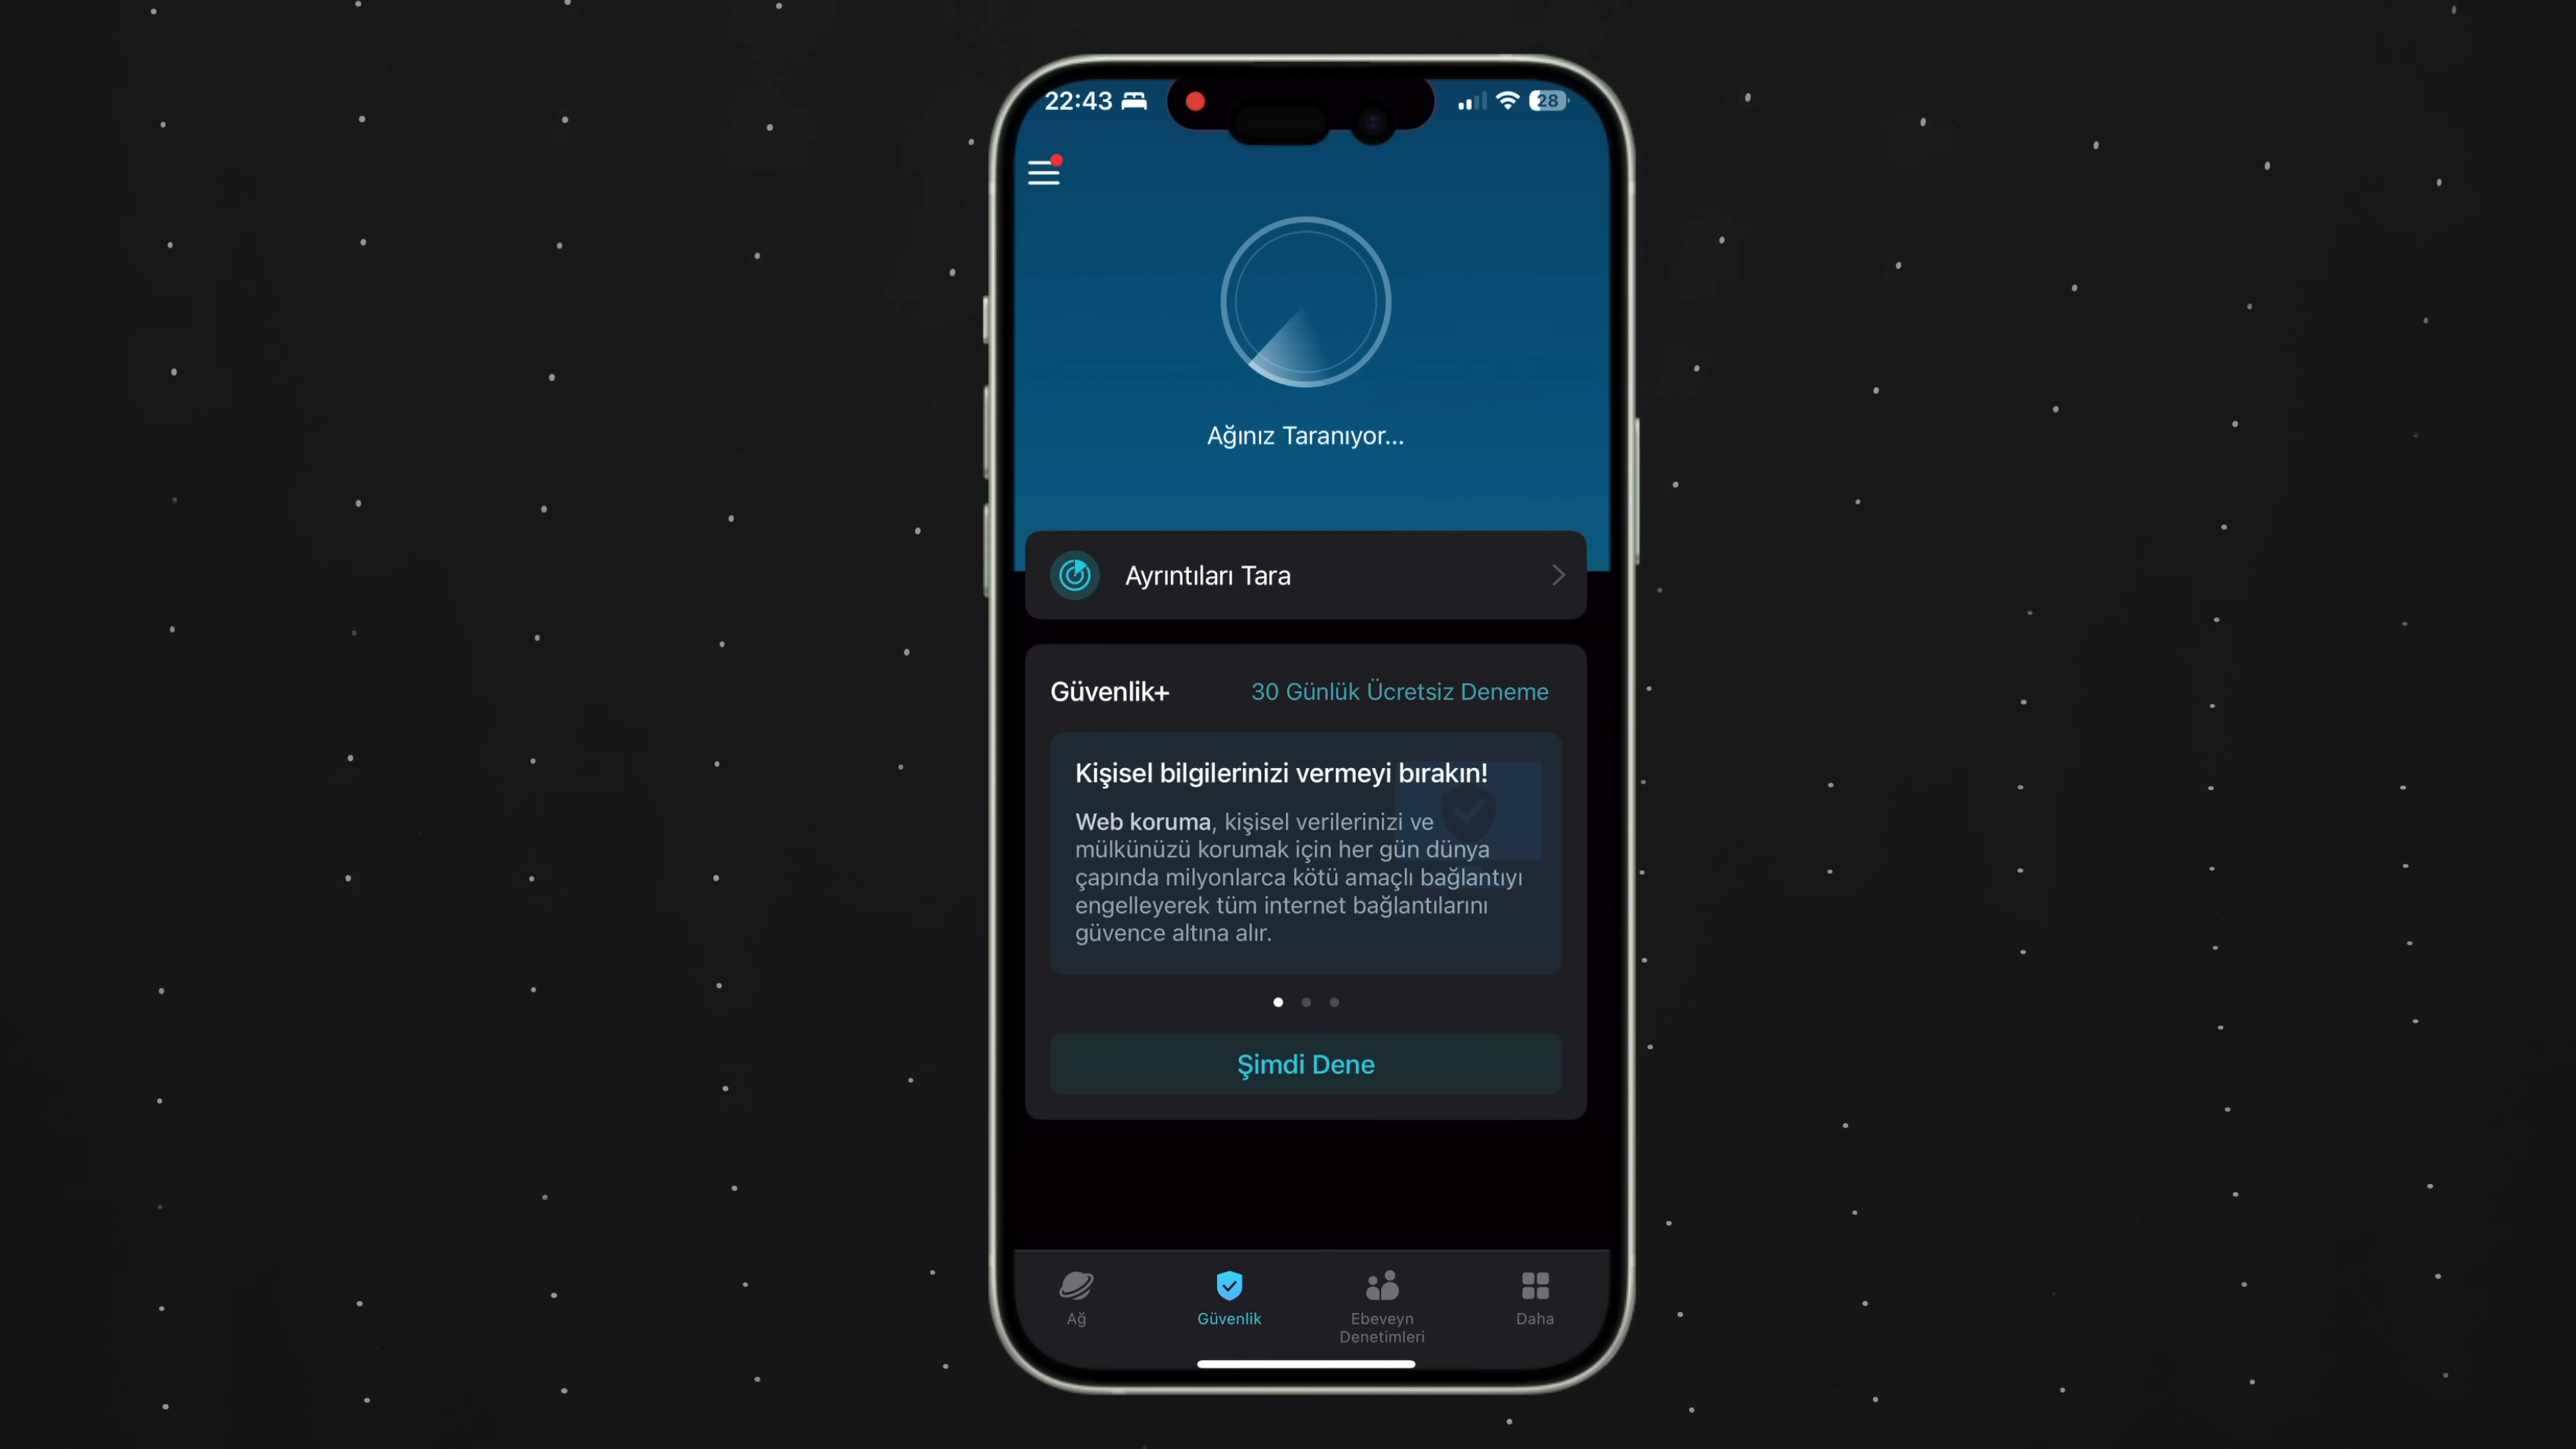 22:43
28
Ağınız Taranıyor...
Ayrıntıları Tara
Güvenlik+
30 Günlük Ücretsiz Deneme
Kişisel bilgilerinizi vermeyi bırakın!
Web koruma, kişisel verilerinizi ve
mülkünüzü korumak için her gün dünya
çapında milyonlarca kötü amaçlı bağlantıyı
engelleyerek tüm internet bağlantılarını
güvence altına alır.
Şimdi Dene
Ağ
Güvenlik
Ebeveyn
Denetimleri
Daha